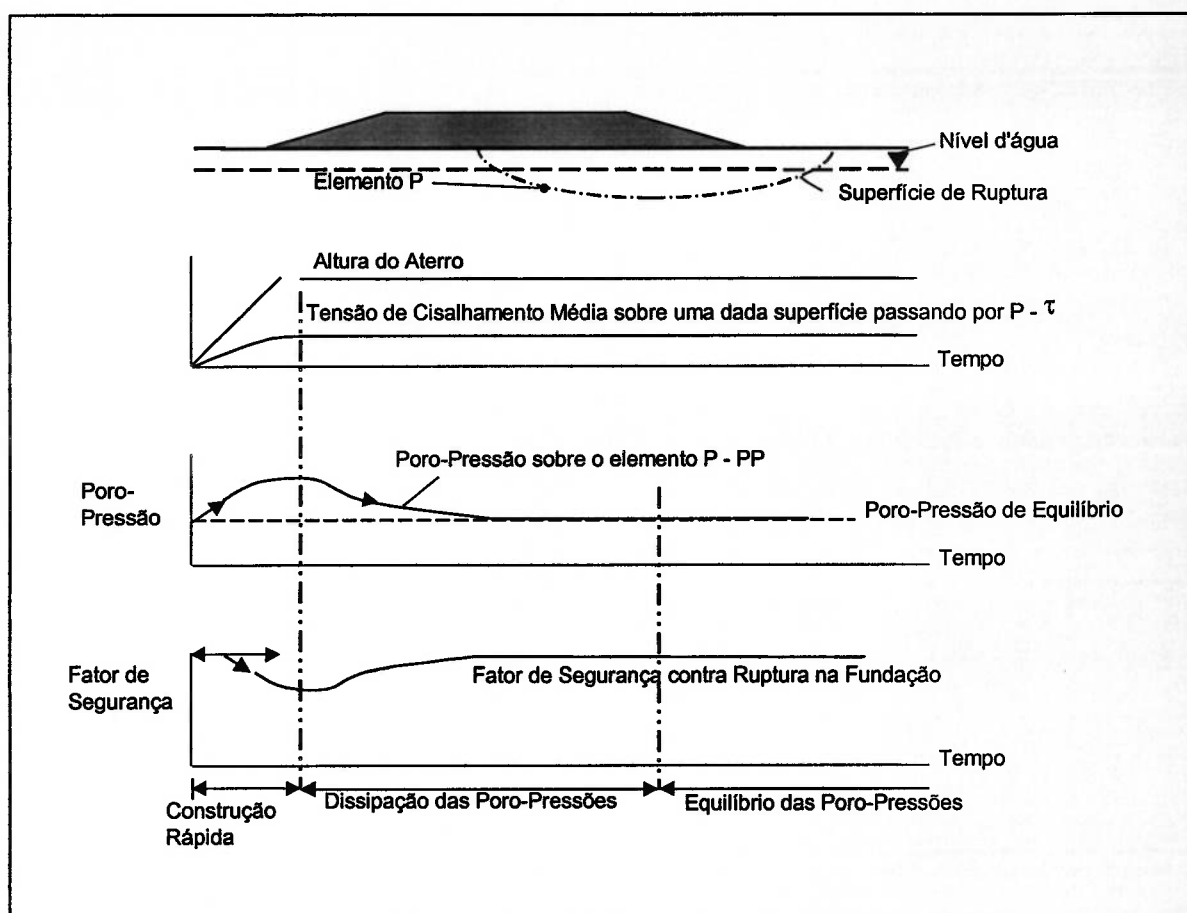 Nível d'água
Elemento P
Superfície de Ruptura
Altura do Aterro
Tensão de Cisalhamento Média sobre uma dada superfície passando por P - τ
Tempo
Poro-Pressão sobre o elemento P - PP
Poro-
Pressão
Poro-Pressão de Equilíbrio
Tempo
Fator de
Segurança
Fator de Segurança contra Ruptura na Fundação
Tempo
Construção
Rápida
Dissipação das Poro-Pressões
Equilíbrio das Poro-Pressões